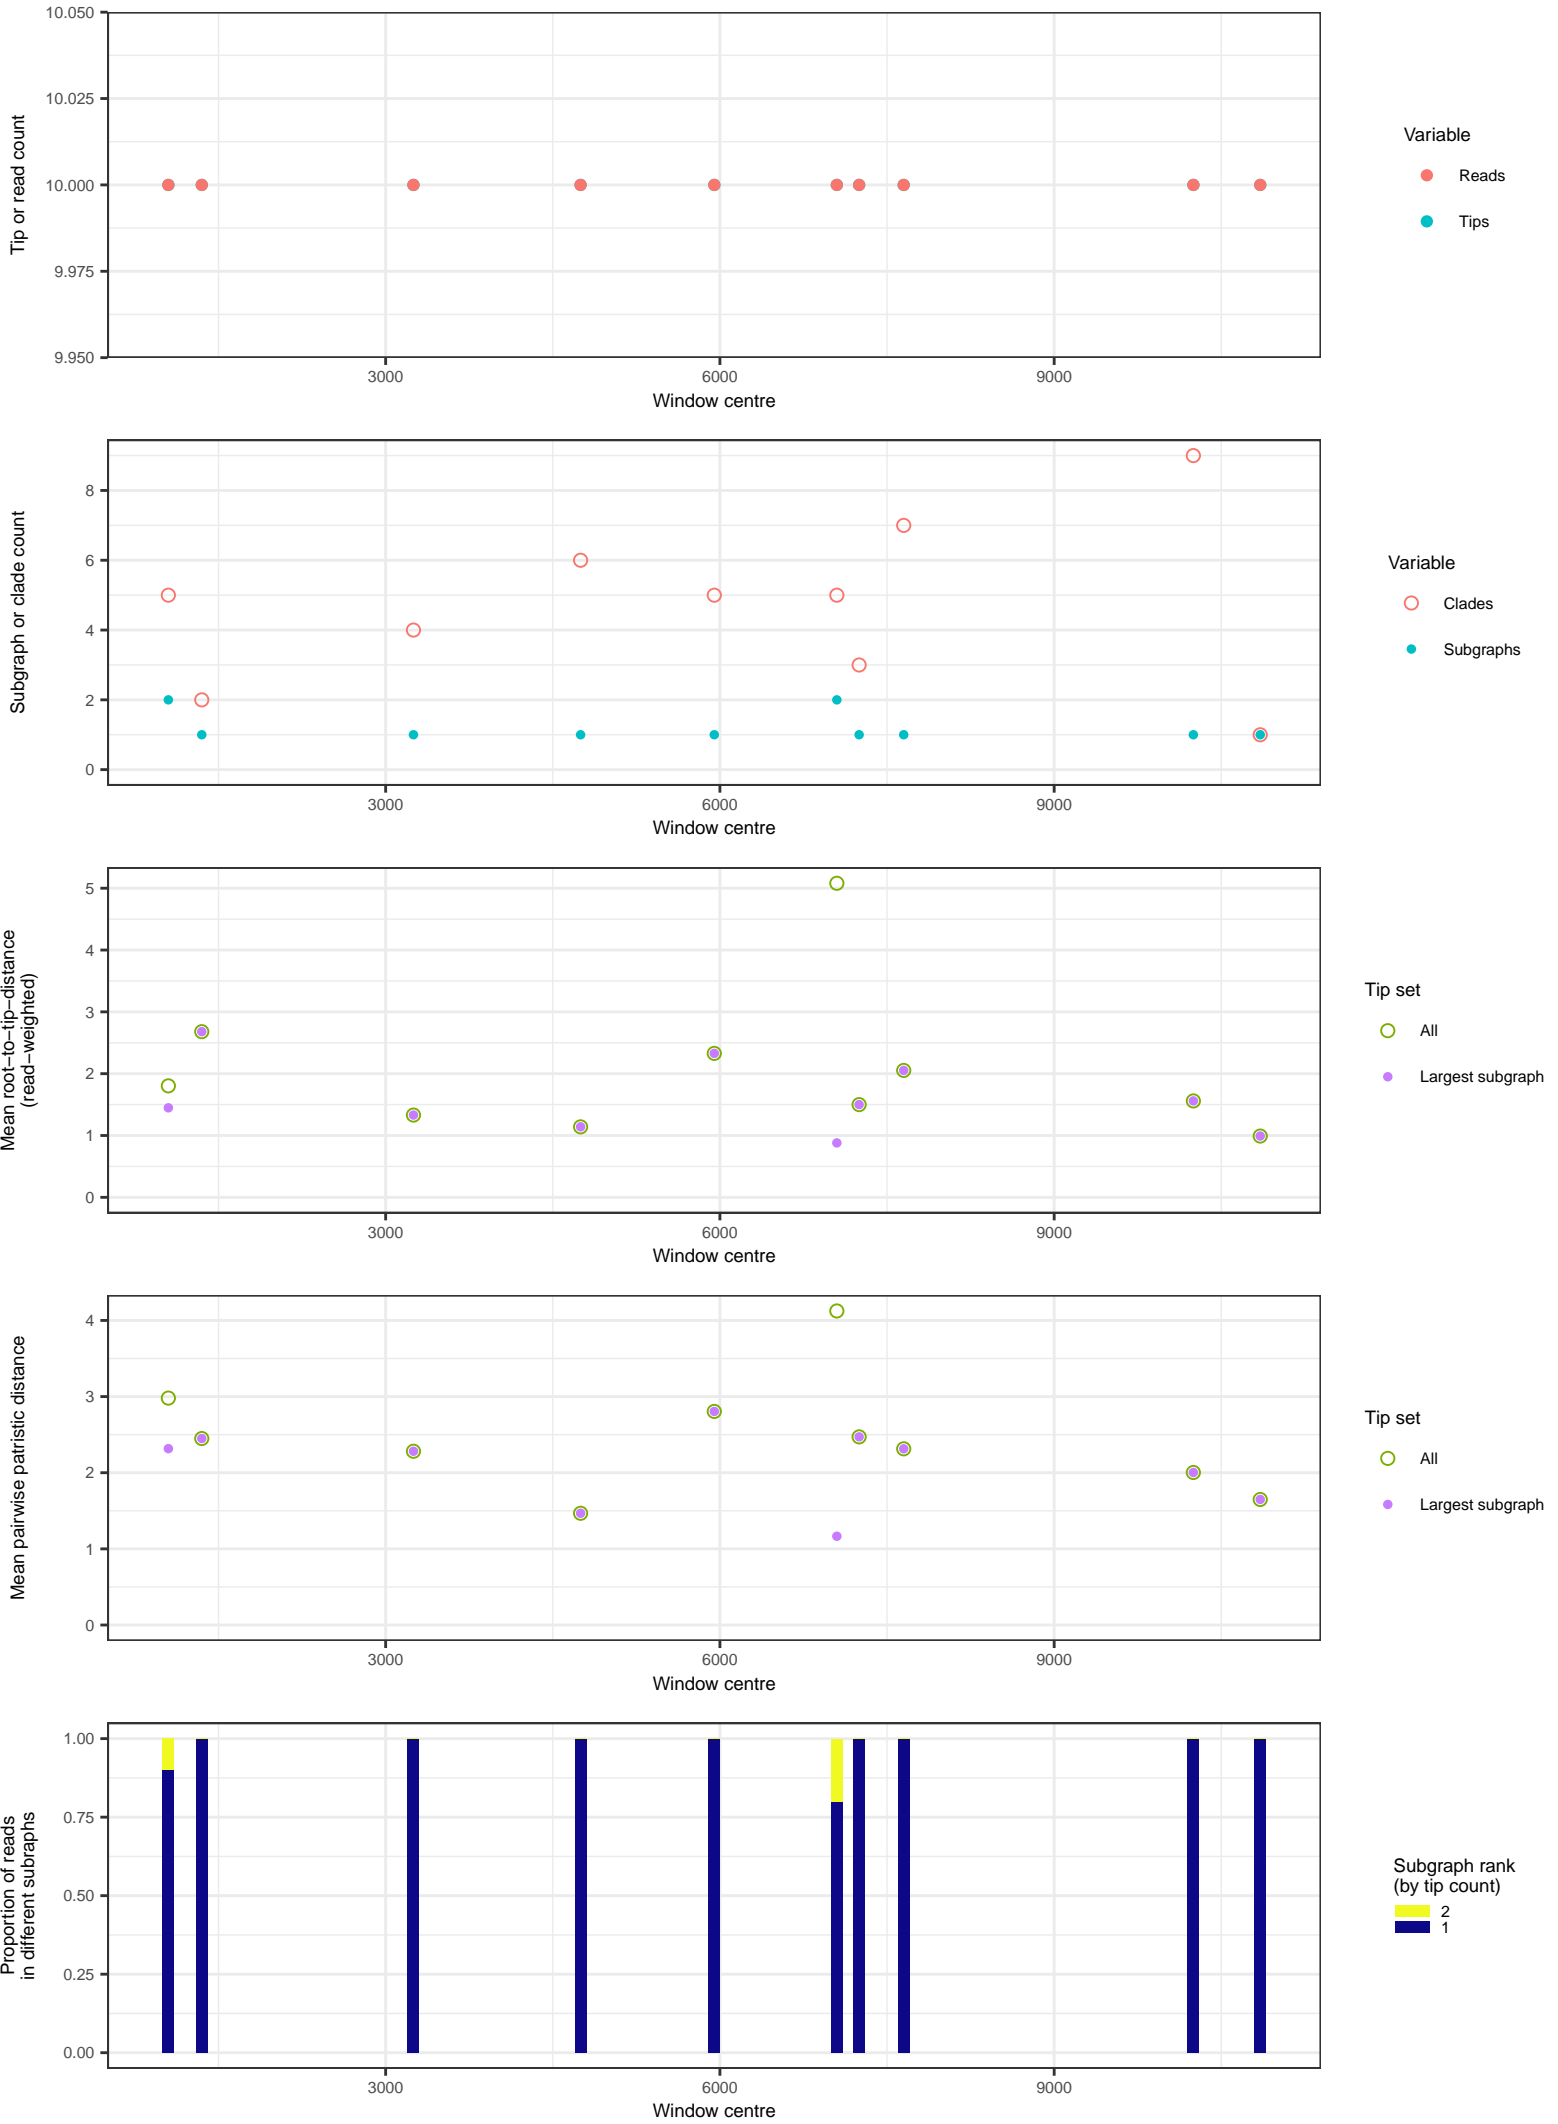 10.050
10.025
10.000
9.975
9.950
Tip or read count
3000
6000
9000
Window centre
Variable
Reads
Tips
8
6
4
2
0
Subgraph or clade count
3000
6000
9000
Window centre
Variable
Clades
Subgraphs
5
4
3
2
1
0
Mean root−to−tip−distance
(read−weighted)
3000
6000
9000
Window centre
Tip set
All
Largest subgraph
4
3
2
1
0
Mean pairwise patristic distance
3000
6000
9000
Window centre
Tip set
All
Largest subgraph
1.00
0.75
0.50
0.25
0.00
Proportion of reads
in different subraphs
3000
6000
9000
Window centre
Subgraph rank
(by tip count)
2
1